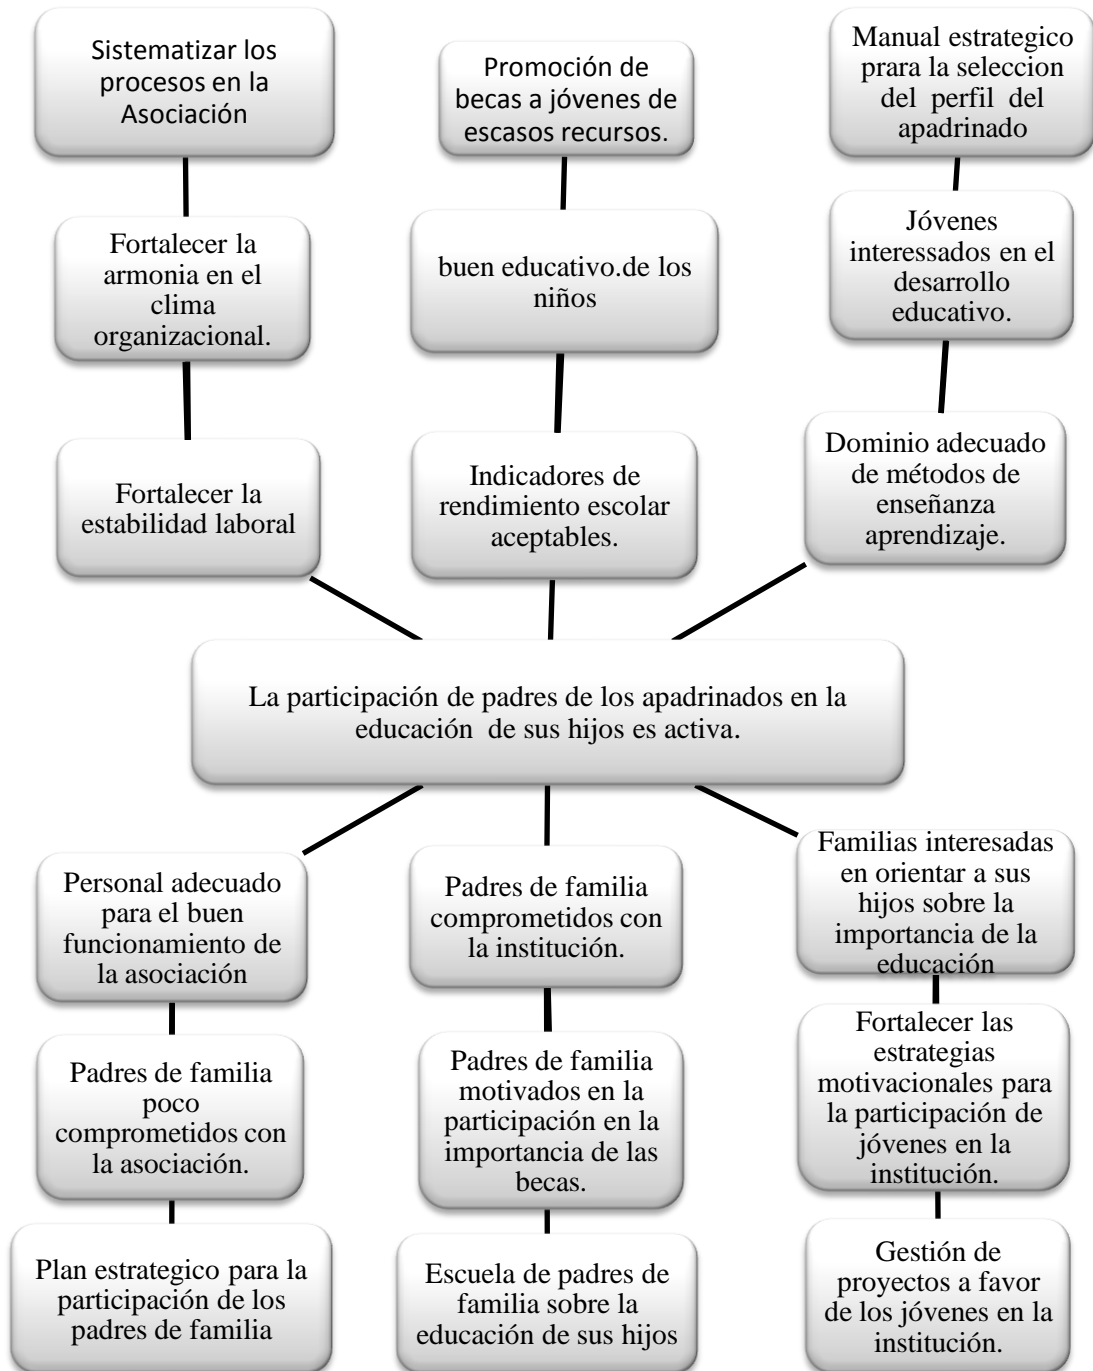 Sistematizar los
procesos en la
Asociación
Promoción de
becas a jóvenes de
escasos recursos.
Manual estrategico
prara la seleccion
del perfil del
apadrinado
Fortalecer la
armonia en el
clima
organizacional.
buen educativo.de los
niños
Jóvenes
interessados en el
desarrollo
educativo.
Fortalecer la
estabilidad laboral
Indicadores de
rendimiento escolar
aceptables.
Dominio adecuado
de métodos de
enseñanza
aprendizaje.
La participación de padres de los apadrinados en la
educación de sus hijos es activa.
Personal adecuado
para el buen
funcionamiento de
la asociación
Padres de familia
comprometidos con
la institución.
Familias interesadas
en orientar a sus
hijos sobre la
importancia de la
educación
Padres de familia
poco
comprometidos con
la asociación.
Padres de familia
motivados en la
participación en la
importancia de las
becas.
Fortalecer las
estrategias
motivacionales para
la participación de
jóvenes en la
institución.
Plan estrategico para la
participación de los
padres de familia
Escuela de padres de
familia sobre la
educación de sus hijos
Gestión de
proyectos a favor
de los jóvenes en la
institución.